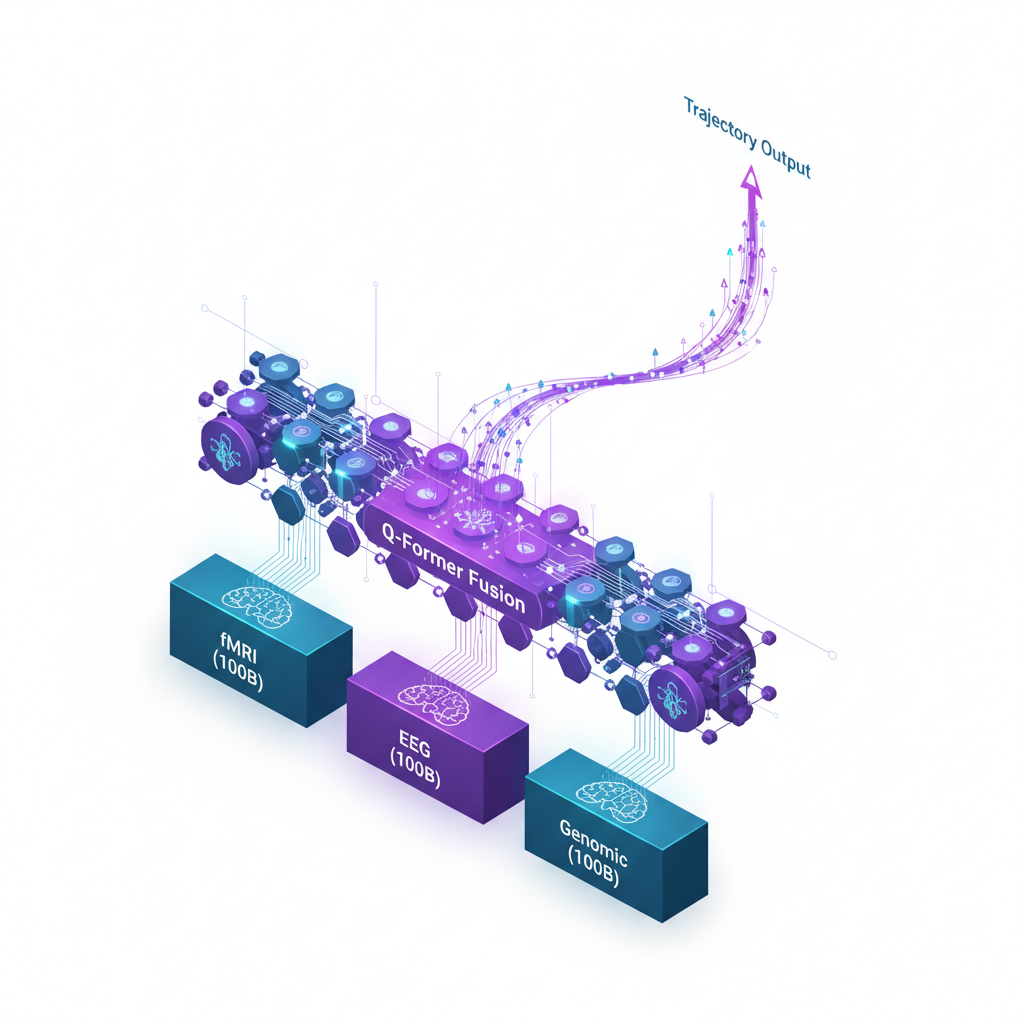 Trajectory Output
Q-Former Fusion
fMRI
(100B)
EEG
(100B)
Genomic
(100B)